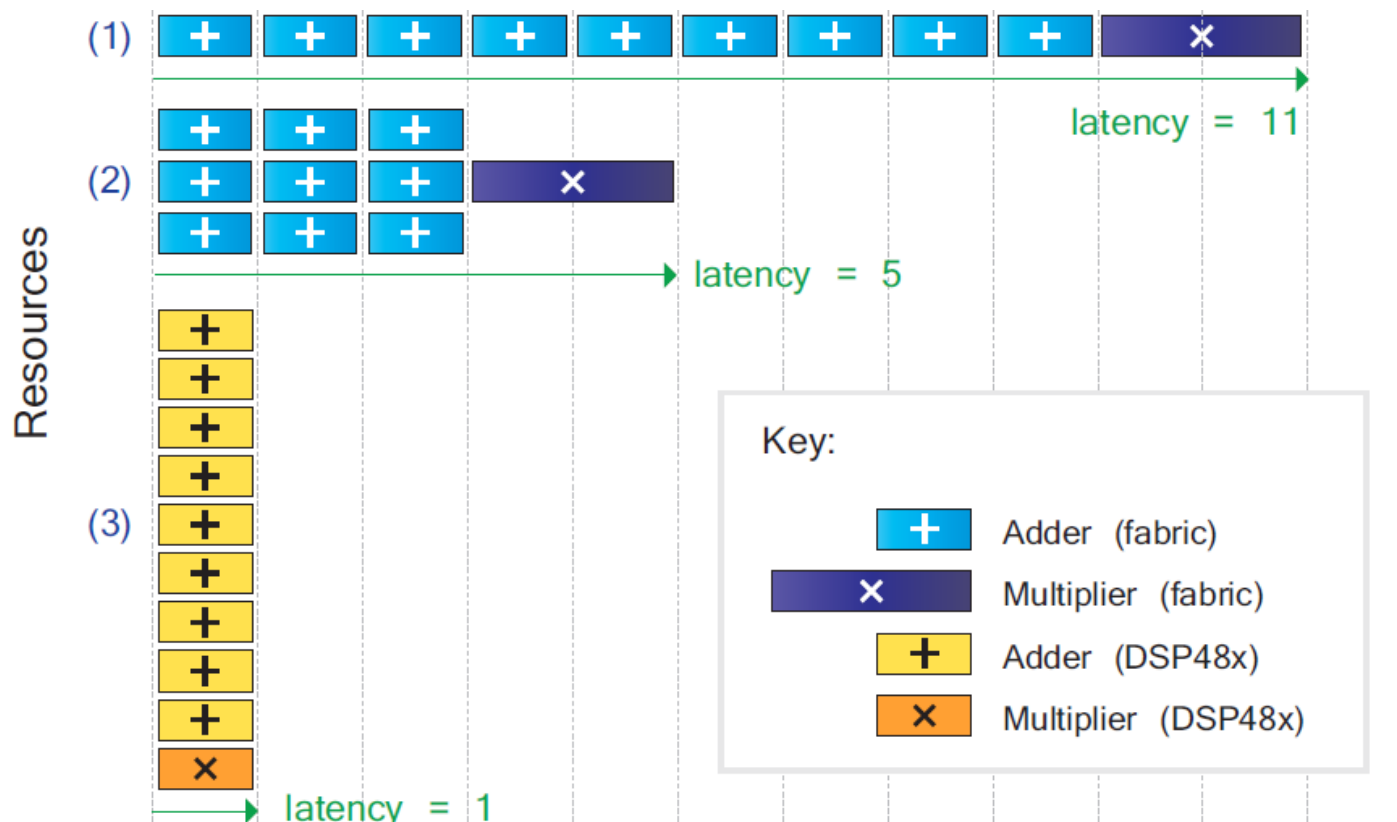 Resources
(1) + + + + + + + + + ×
latency = 11
+ + +
(2) + + + ×
+ + +
latency = 5
+
+
+
+
(3) +
+
+
+
+
×
latency = 1
Key:
+ Adder (fabric)
× Multiplier (fabric)
+ Adder (DSP48x)
× Multiplier (DSP48x)